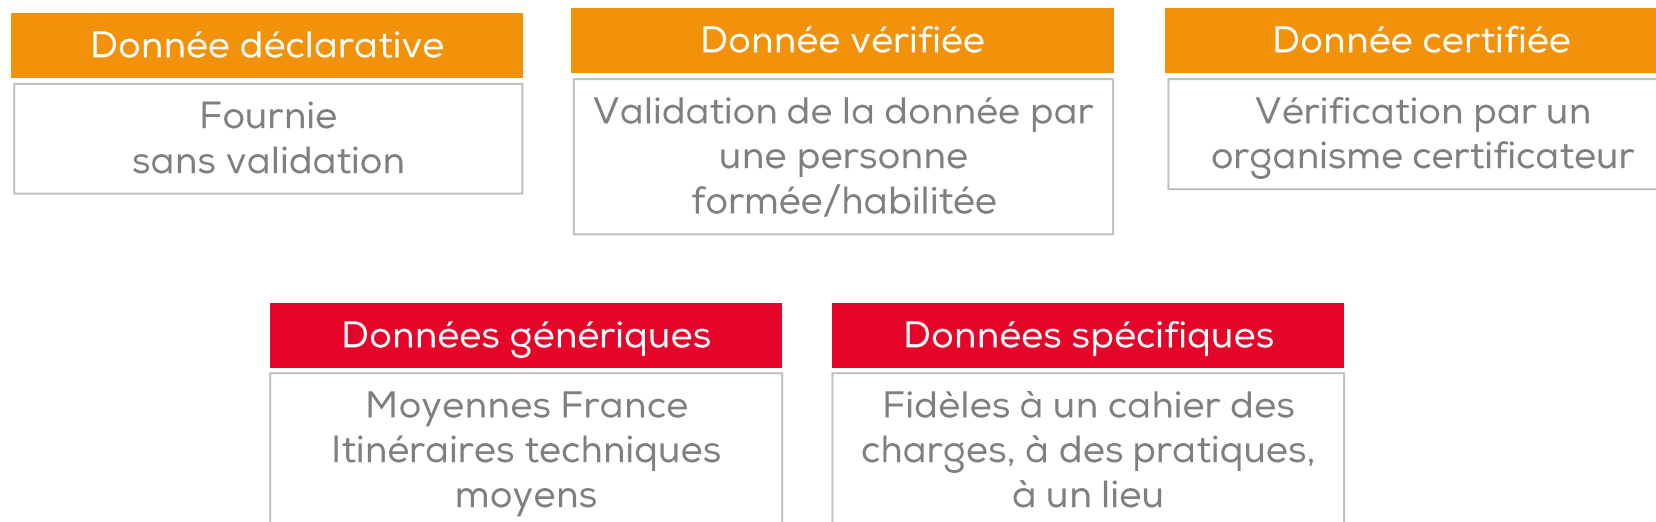 Donnée déclarative
Fournie
sans validation
Donnée vérifiée
Validation de la donnée par
une personne
formée/habilitée
Donnée certifiée
Vérification par un
organisme certificateur
Données génériques
Moyennes France
Itinéraires techniques
moyens
Données spécifiques
Fidèles à un cahier des
charges, à des pratiques,
à un lieu